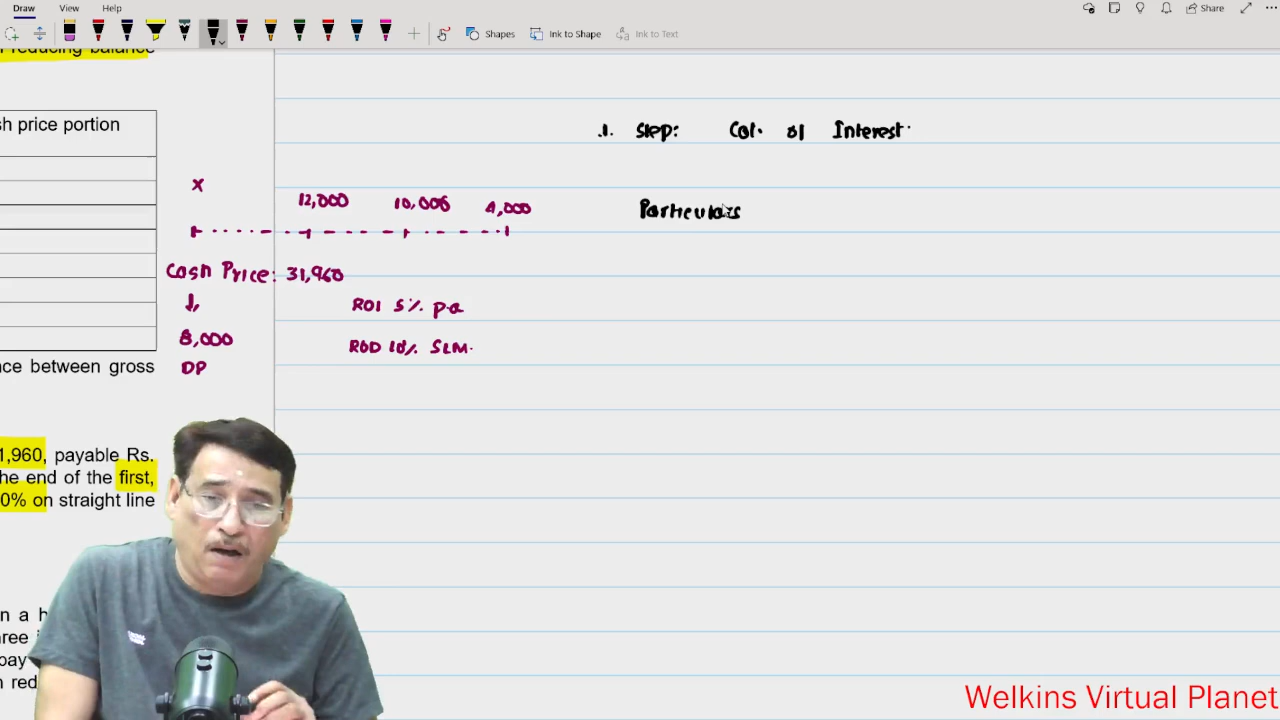 Draw View Help Share
Shapes Ink to Shape Ink to Text
reducing balance
sh price portion
nce between gross
1,960, payable Rs.
he end of the first,
0% on straight line
n a h
hree i
pay
n red
X
12,000 10,000 4,000
Cash Price: 31,960
↓
8,000
DP
ROI 5% p.a
ROD 10% SLM.
1. Step: Cal. of Interest.
Particulars
Welkins Virtual Planet